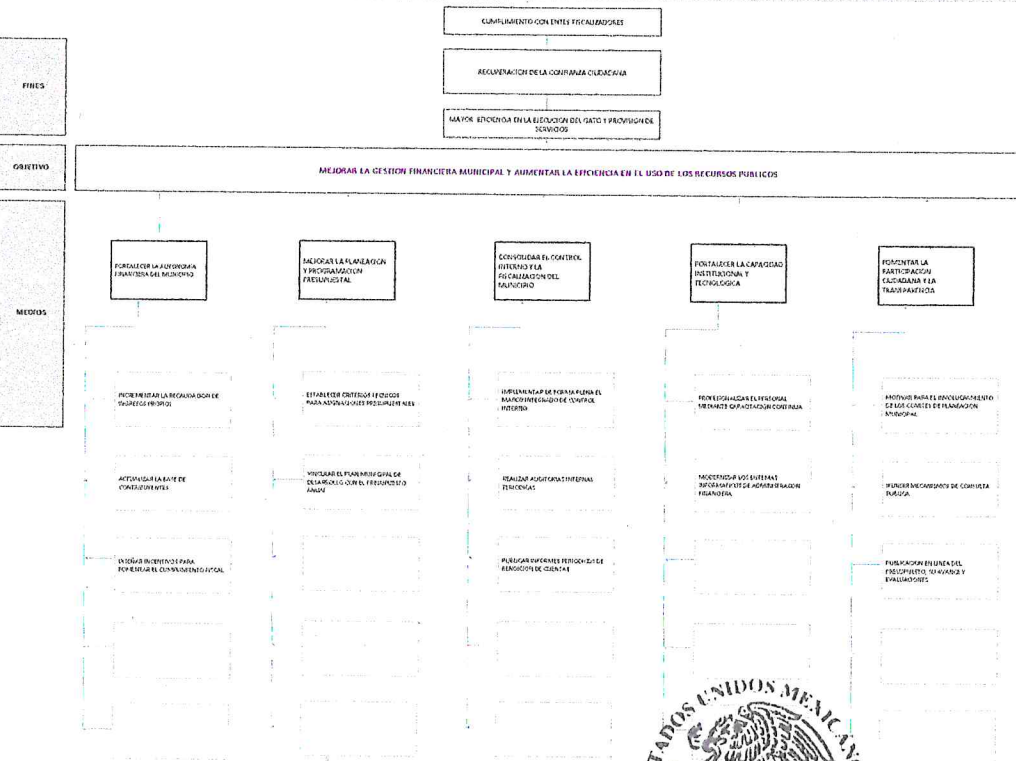 CUMPLIMIENTO CON ENTES FISCALIZADORES
RECUPERACION DE LA CONFIANZA CIUDADANA
MAYOR EFICIENCIA EN LA EJECUCION DEL GATO Y PROVISION DE
SERVICIOS
FINES
OBJETIVO
MEJORAR LA GESTION FINANCIERA MUNICIPAL Y AUMENTAR LA EFICIENCIA EN EL USO DE LOS RECURSOS PUBLICOS
MEDIOS
FORTALECER LA AUTONOMIA
FINANCIERA DEL MUNICIPIO
MEJORAR LA PLANEACION
Y PROGRAMACION
PRESUPUESTAL
CONSOLIDAR EL CONTROL
INTERNO Y LA
FISCALIZACION DEL
MUNICIPIO
FORTALECER LA CAPACIDAD
INSTITUCIONAL Y
TECNOLOGICA
FOMENTAR LA
PARTICIPACION
CIUDADANA Y LA
TRANSPARENCIA
INCREMENTAR LA RECAUDACION DE
INGRESOS PROPIOS
ESTABLECER CRITERIOS TECNICOS
PARA ASIGNACIONES PRESUPUESTALES
IMPLEMENTAR DE FORMA PLENA EL
MARCO INTEGRADO DE CONTROL
INTERNO
PROFESIONALIZAR EL PERSONAL
MEDIANTE CAPACITACION CONTINUA
MOTIVAR PARA EL INVOLUCRAMIENTO
DE LOS COMITES DE PLANEACION
MUNICIPAL
ACTUALIZAR LA BASE DE
CONTRIBUYENTES
VINCULAR EL PLAN MUNICIPAL DE
DESARROLLO CON EL PRESUPUESTO
ANUAL
REALIZAR AUDITORIAS INTERNAS
PERIODICAS
MODERNIZAR LOS SISTEMAS
INFORMATICOS DE ADMINISTRACION
FINANCIERA
MECANISMOS DE CONSULTA
PUBLICA
DISEÑAR INCENTIVOS PARA
FOMENTAR EL CUMPLIMIENTO FISCAL
PUBLICAR INFORMES PERIODICOS DE
RENDICION DE CUENTAS
PUBLICACION EN LINEA DEL
PRESUPUESTO, SU AVANCE Y
EVALUACIONES
UNIDOS MEXICAN